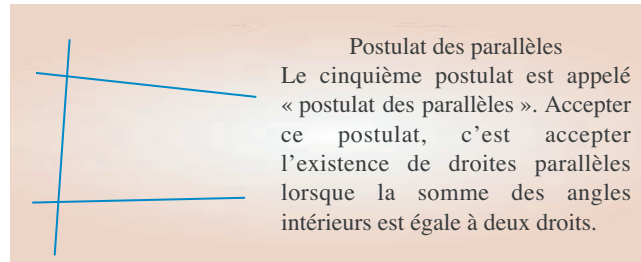 Postulat des parallèles
Le cinquième postulat est appelé
« postulat des parallèles ». Accepter
ce postulat, c’est accepter
l’existence de droites parallèles
lorsque la somme des angles
intérieurs est égale à deux droits.